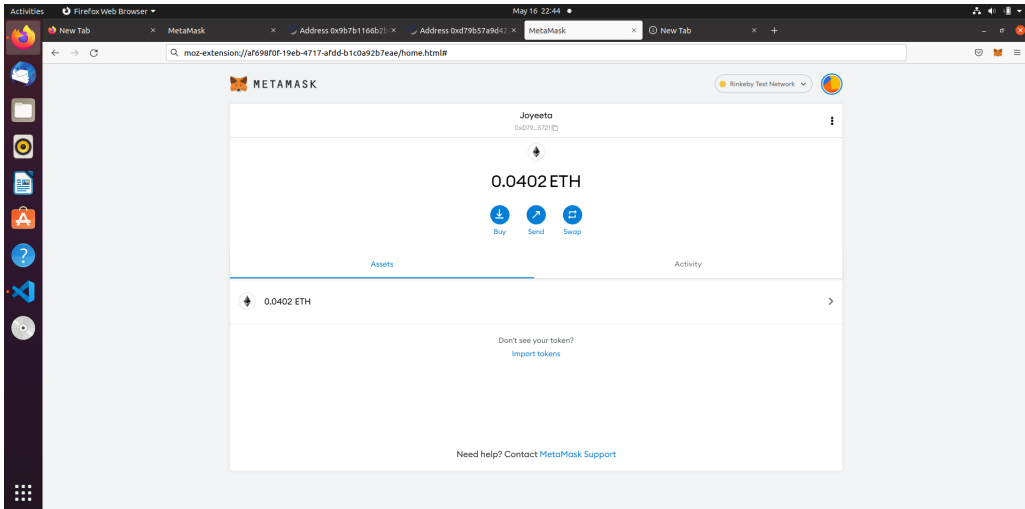 Activities Firefox Web Browser May 16 22:44
New Tab MetaMask Address 0x9b7b1166b2b Address 0xd79b57a9d42 MetaMask New Tab
moz-extension://af698f0f-19eb-4717-afdd-b1c0a92b7eae/home.html#
METAMASK Rinkeby Test Network
Joyeeta
0xD79...5721
0.0402 ETH
Buy Send Swap
Assets Activity
0.0402 ETH
Don't see your token?
Import tokens
Need help? Contact MetaMask Support